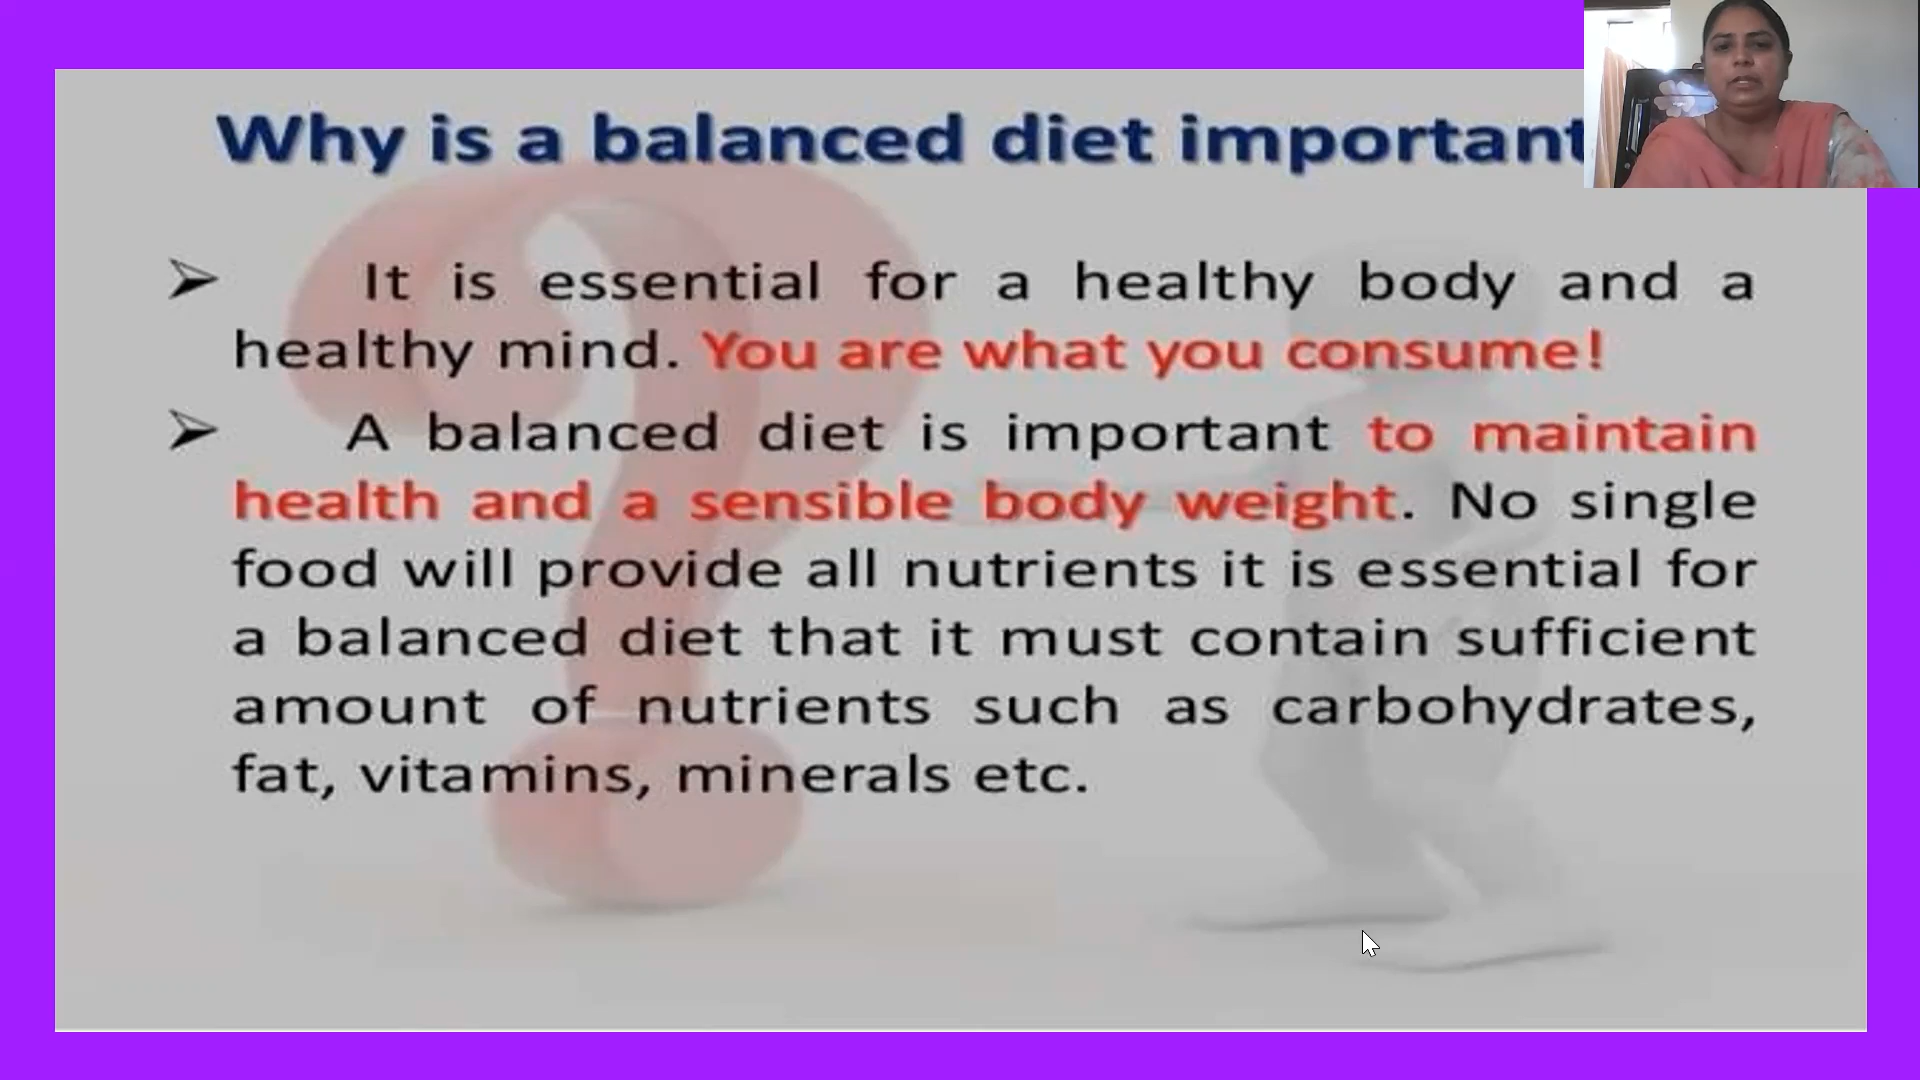 Why is a balanced diet important
➢ It is essential for a healthy body and a
healthy mind. You are what you consume!
➢ A balanced diet is important to maintain
health and a sensible body weight. No single
food will provide all nutrients it is essential for
a balanced diet that it must contain sufficient
amount of nutrients such as carbohydrates,
fat, vitamins, minerals etc.